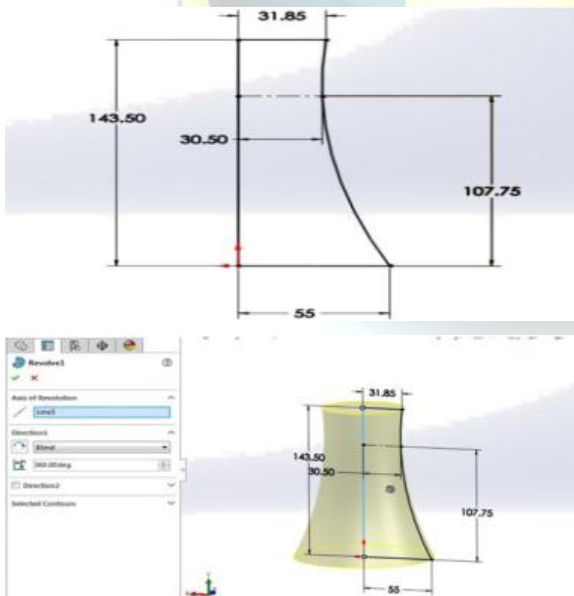 31.85
143.50
30.50
107.75
55
Revolve1
Axis of Revolution
Line3
Direction1
Blind
360.00deg
Direction2
Selected Contours
31.85
143.50
30.50
107.75
55